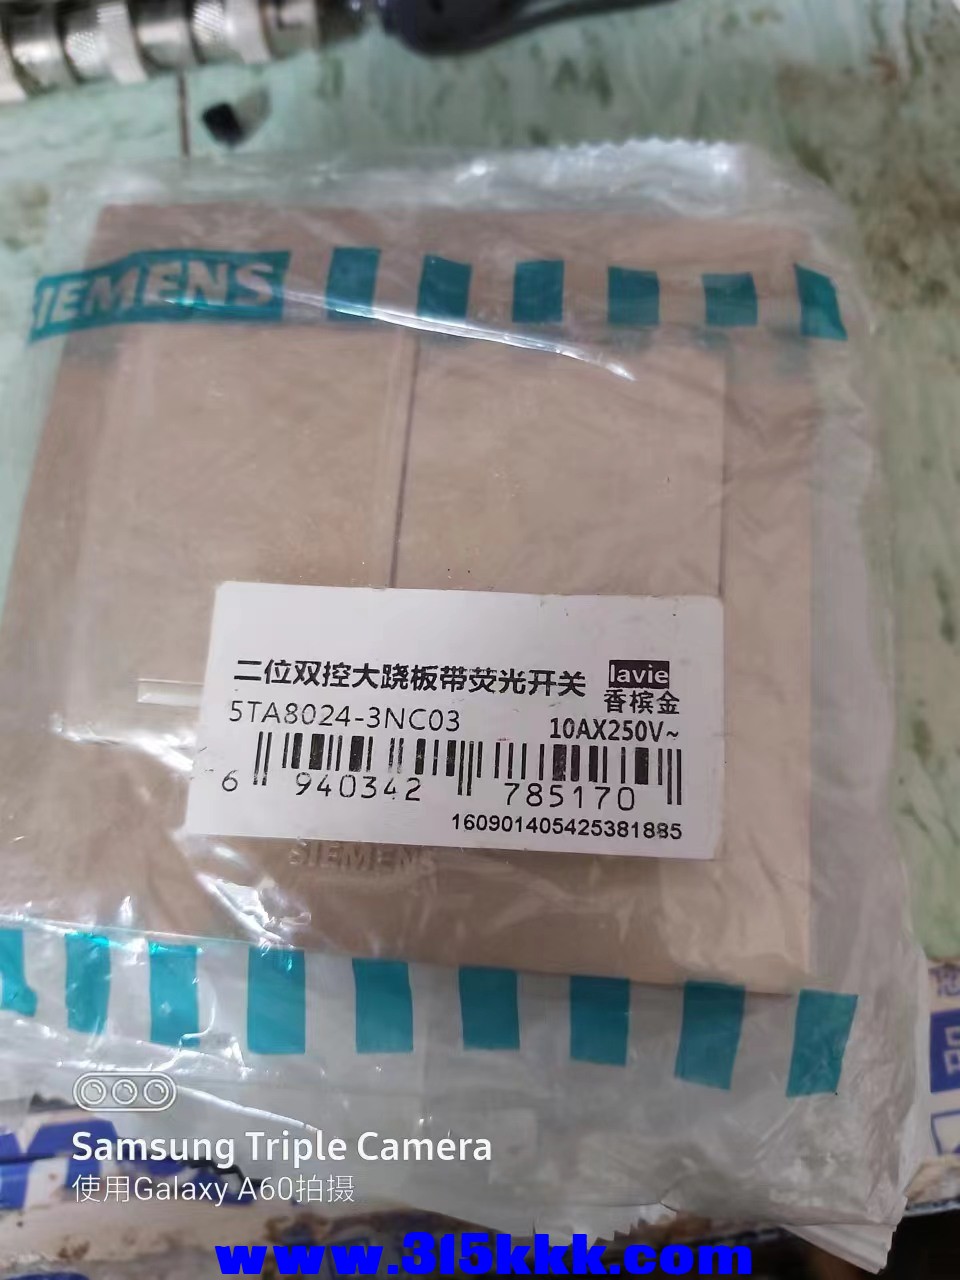 SIEMENS
二位双控大跷板带荧光开关
lavie
香槟金
5TA8024-3NC03
10AX250V~
6 940342 785170
160901405425381885
SIEMENS
品
Samsung Triple Camera
使用Galaxy A60拍摄
www.315kkk.com